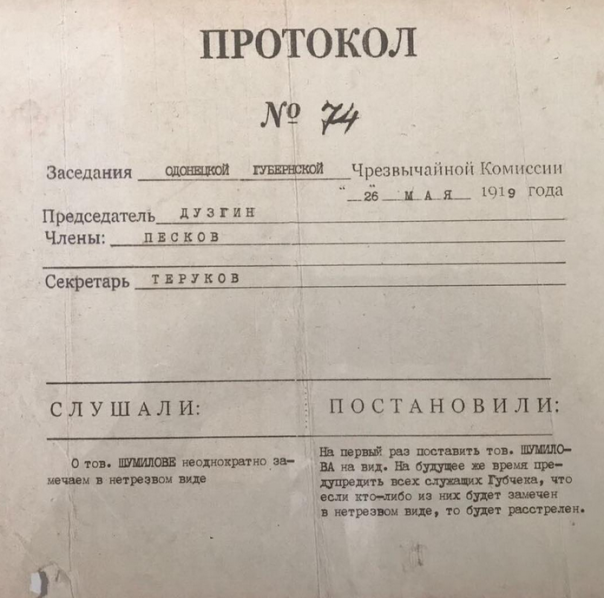 ПРОТОКОЛ
№ 74
Заседания ОДОНЕЦКОЙ ГУБЕРНСКОЙ Чрезвычайной Комиссии
"26" МАЯ 1919 года
Председатель ДУЗГИН
Члены: ПЕСКОВ
Секретарь ТЕРУКОВ
СЛУШАЛИ:
О тов. ШУМИЛОВЕ неоднократно за-
мечаем в нетрезвом виде
ПОСТАНОВИЛИ:
На первый раз поставить тов. ШУМИЛО-
ВА на вид. На будущее же время пре-
дупредить всех служащих Губчека, что
если кто-либо из них будет замечен
в нетрезвом виде, то будет расстрелен.